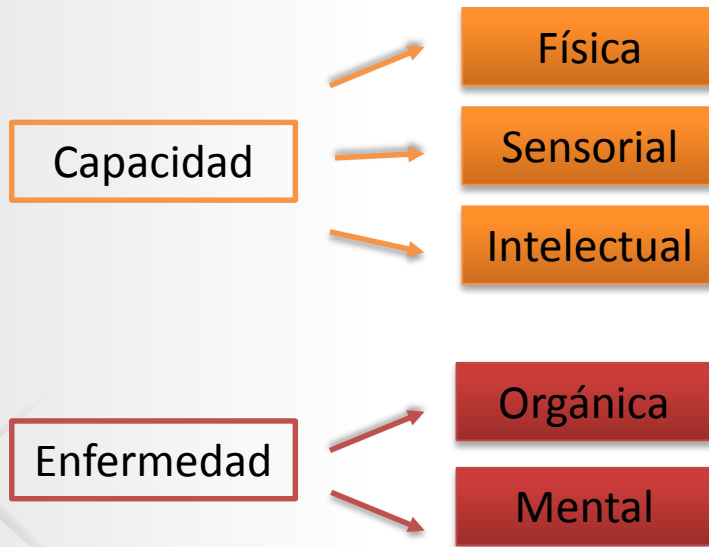 Capacidad
Física
Sensorial
Intelectual
Enfermedad
Orgánica
Mental